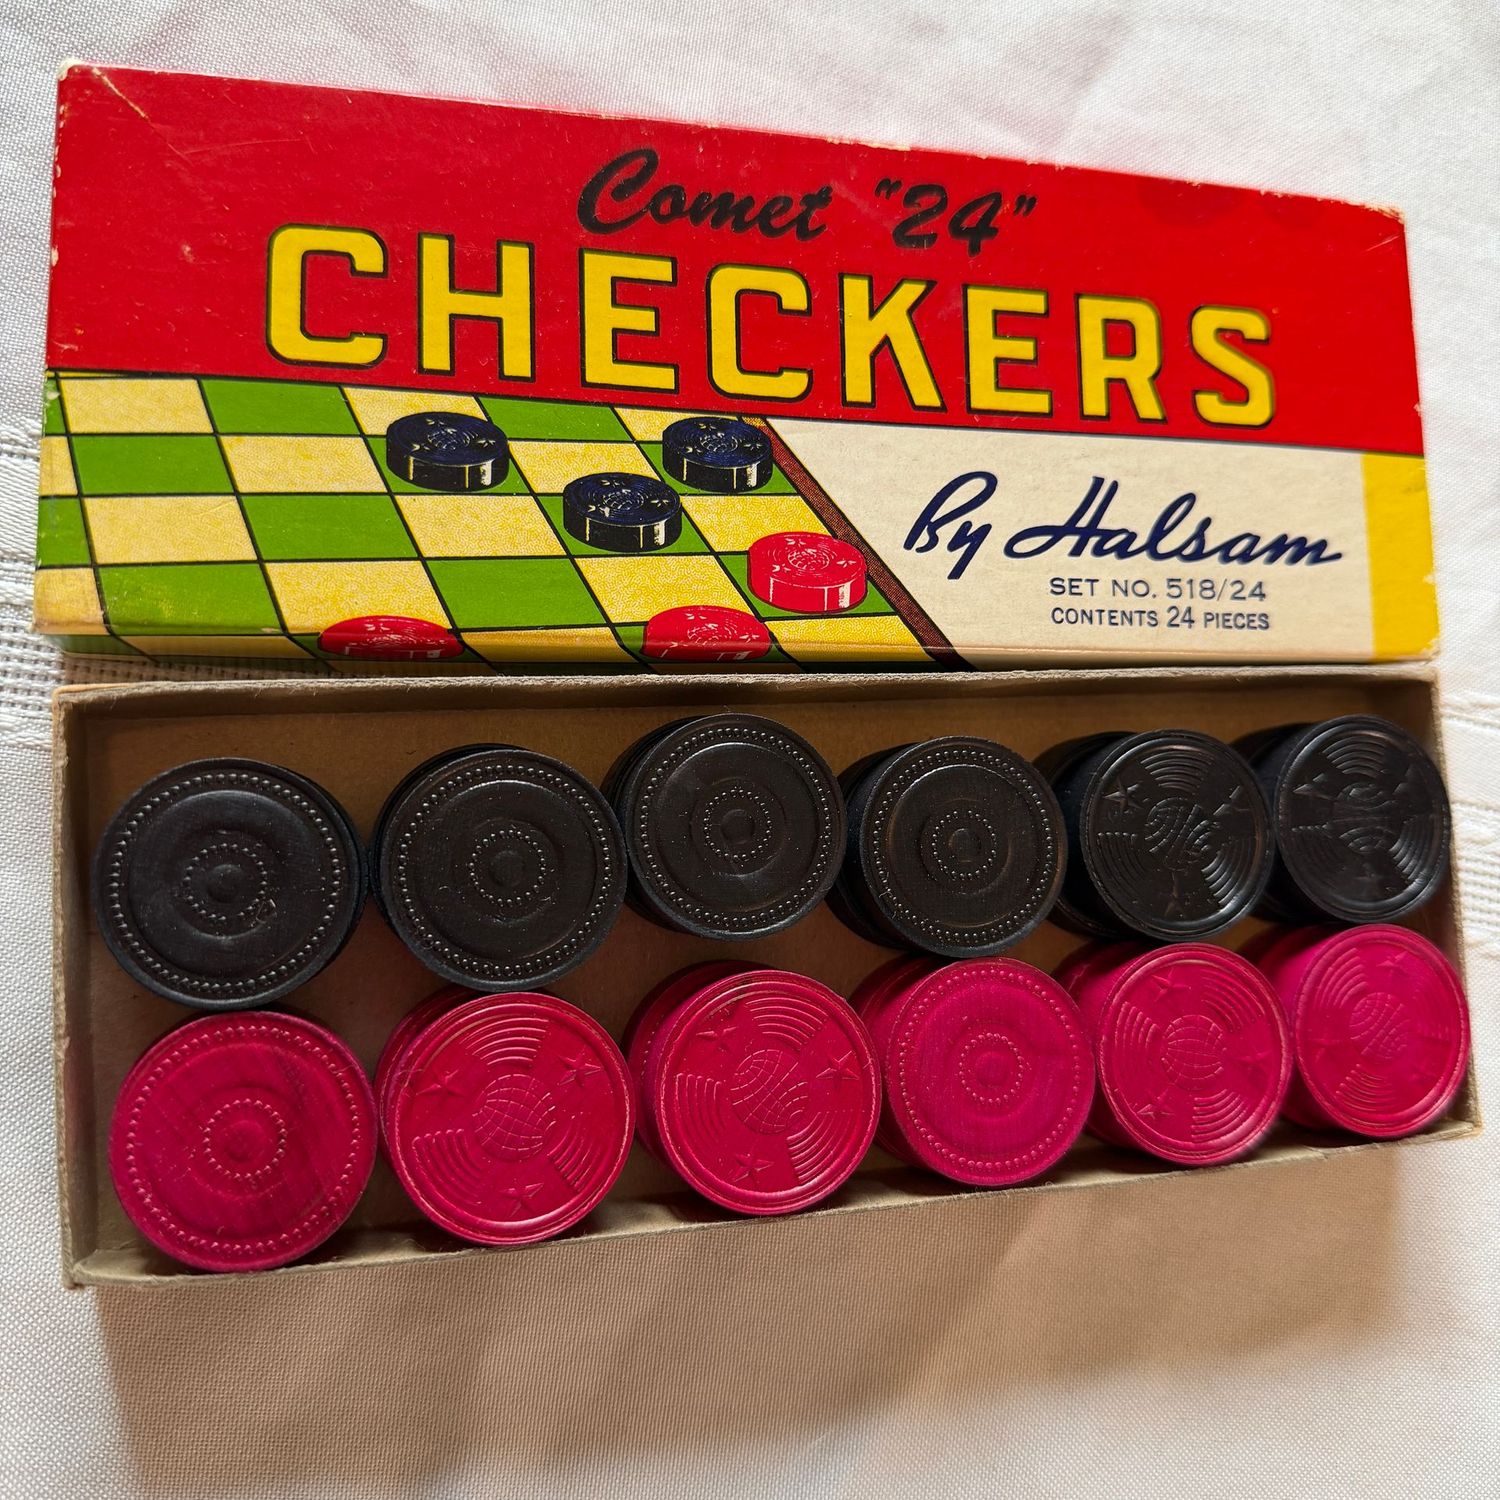 Comet "24"
CHECKERS
By Halsam
SET NO. 518/24
CONTENTS 24 PIECES